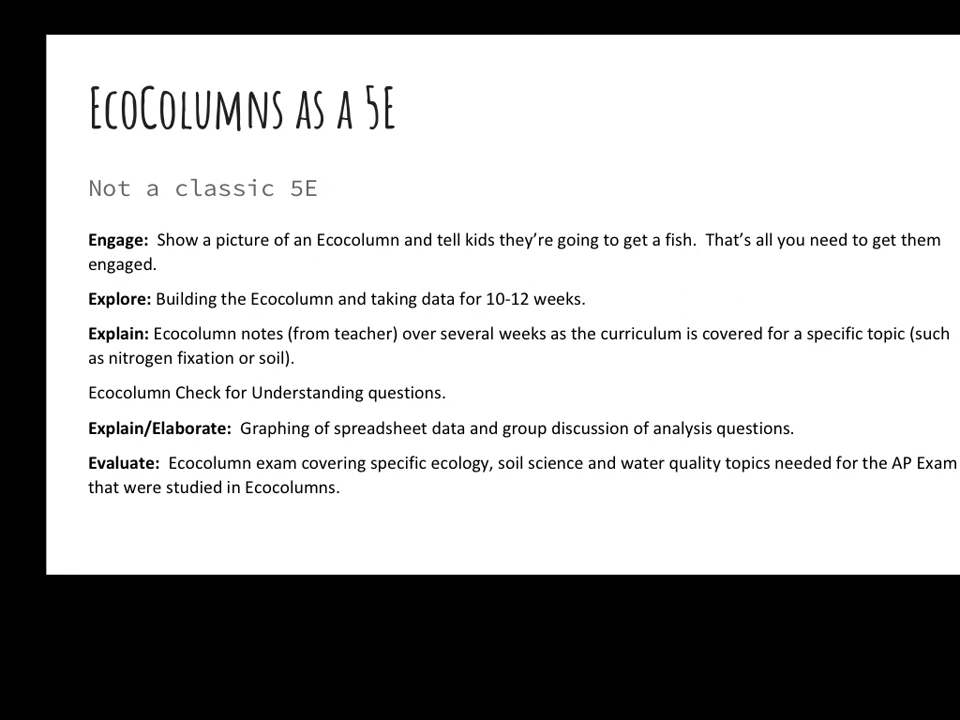 EcoColumns as a 5E
Not a classic 5E
Engage:  Show a picture of an Ecocolumn and tell kids they’re going to get a fish.  That’s all you need to get them
engaged.
Explore: Building the Ecocolumn and taking data for 10-12 weeks.
Explain: Ecocolumn notes (from teacher) over several weeks as the curriculum is covered for a specific topic (such
as nitrogen fixation or soil).
Ecocolumn Check for Understanding questions.
Explain/Elaborate:  Graphing of spreadsheet data and group discussion of analysis questions.
Evaluate:  Ecocolumn exam covering specific ecology, soil science and water quality topics needed for the AP Exam
that were studied in Ecocolumns.